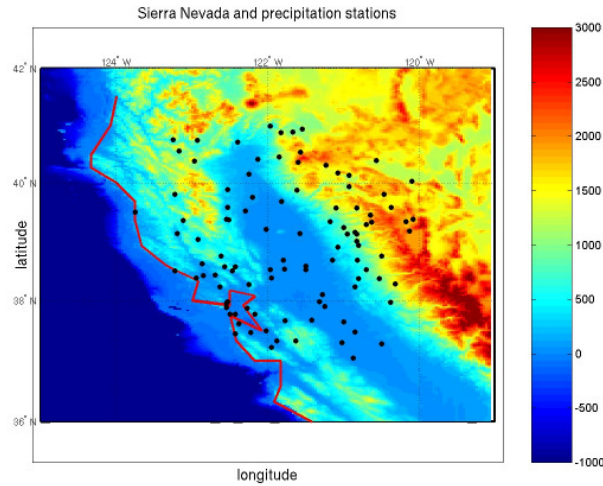 Sierra Nevada and precipitation stations
124° W 122° W 120° W
42° N
40° N
38° N
36° N
latitude
longitude
3000
2500
2000
1500
1000
500
0
-500
-1000